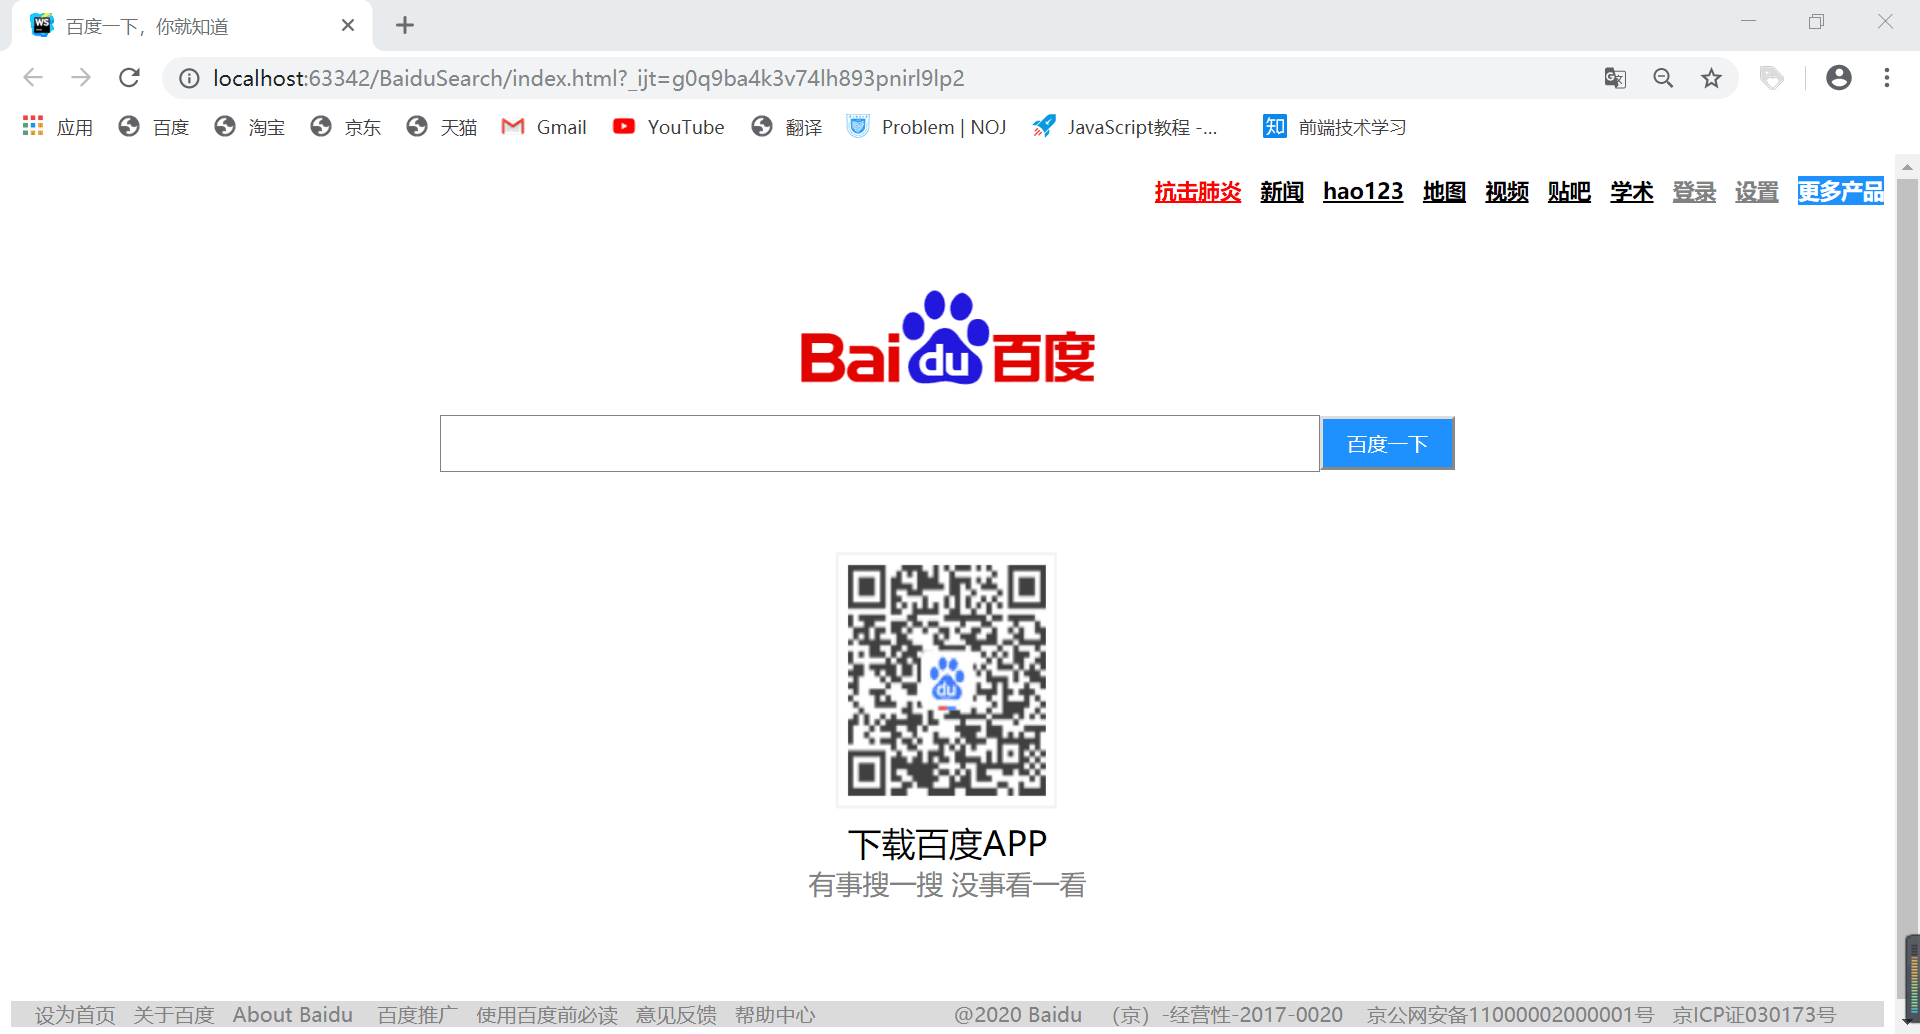 百度一下，你就知道
localhost:63342/BaiduSearch/index.html?_ijt=g0q9ba4k3v74lh893pnirl9lp2
应用 百度 淘宝 京东 天猫 Gmail YouTube 翻译 Problem | NOJ JavaScript教程 -... 知 前端技术学习
抗击肺炎 新闻 hao123 地图 视频 贴吧 学术 登录 设置 更多产品
Bai du 百度
百度一下
du
下载百度APP
有事搜一搜 没事看一看
设为首页 关于百度 About Baidu 百度推广 使用百度前必读 意见反馈 帮助中心 @2020 Baidu （京）-经营性-2017-0020 京公网安备11000002000001号 京ICP证030173号